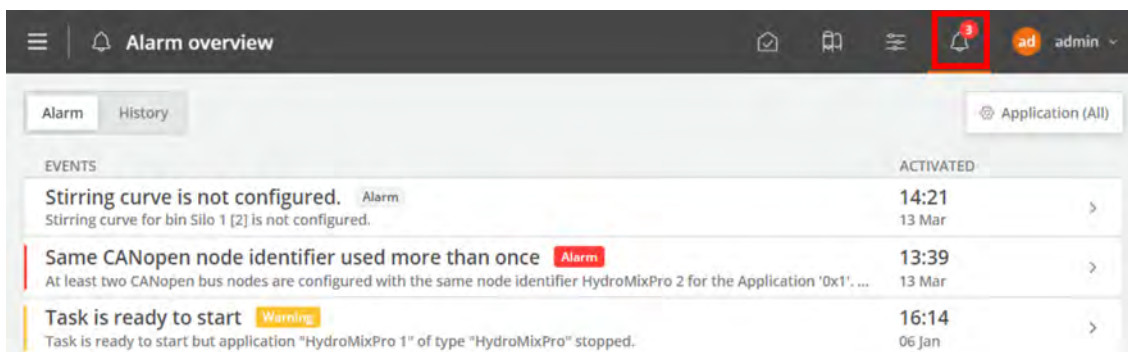 Alarm overview
3
ad admin
Alarm History
Application (All)
EVENTS ACTIVATED
Stirring curve is not configured. Alarm 14:21
Stirring curve for bin Silo 1 [2] is not configured. 13 Mar
Same CANopen node identifier used more than once Alarm 13:39
At least two CANopen bus nodes are configured with the same node identifier HydroMixPro 2 for the Application '0x1'. ... 13 Mar
Task is ready to start Warning 16:14
Task is ready to start but application "HydroMixPro 1" of type "HydroMixPro" stopped. 06 Jan